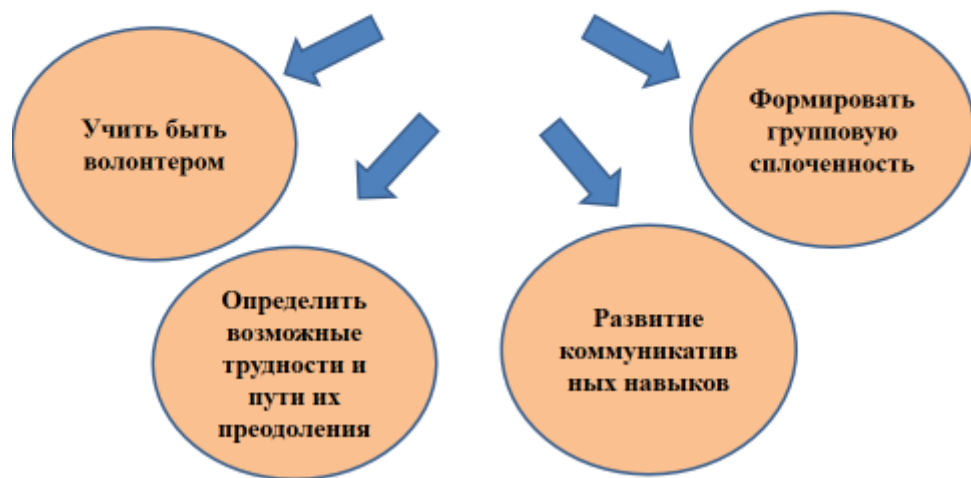 Учить быть
волонтером
Формировать
групповую
сплоченность
Определить
возможные
трудности и
пути их
преодоления
Развитие
коммуникатив
ных навыков